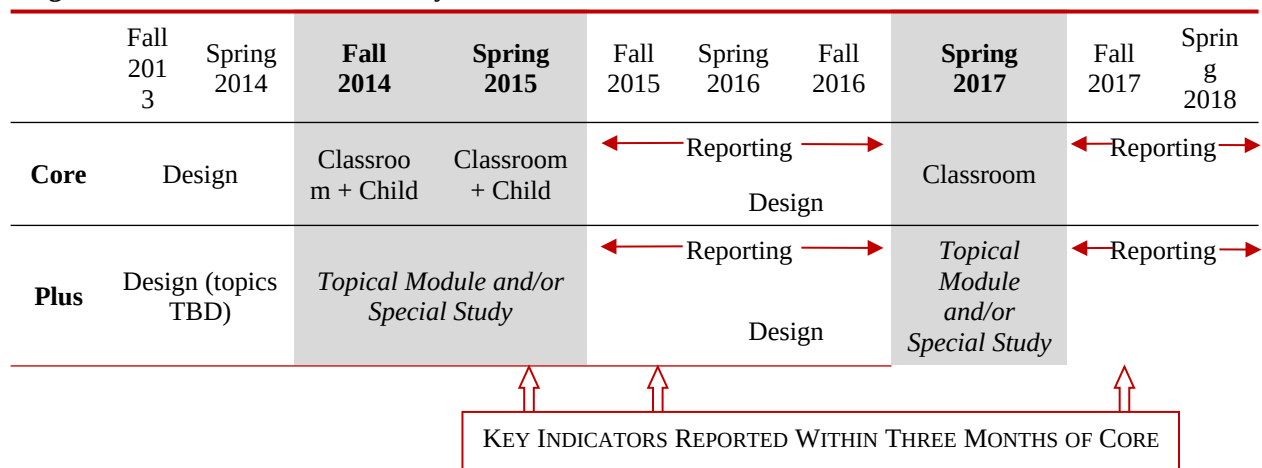 Fall
201
3
Spring
2014
Fall
2014
Spring
2015
Fall
2015
Spring
2016
Fall
2016
Spring
2017
Fall
2017
Sprin
g
2018
Core
Design
Classroo
m + Child
Classroom
+ Child
Reporting
Design
Classroom
Reporting
Plus
Design (topics
TBD)
Topical Module and/or
Special Study
Reporting
Design
Topical
Module
and/or
Special Study
Reporting
KEY INDICATORS REPORTED WITHIN THREE MONTHS OF CORE